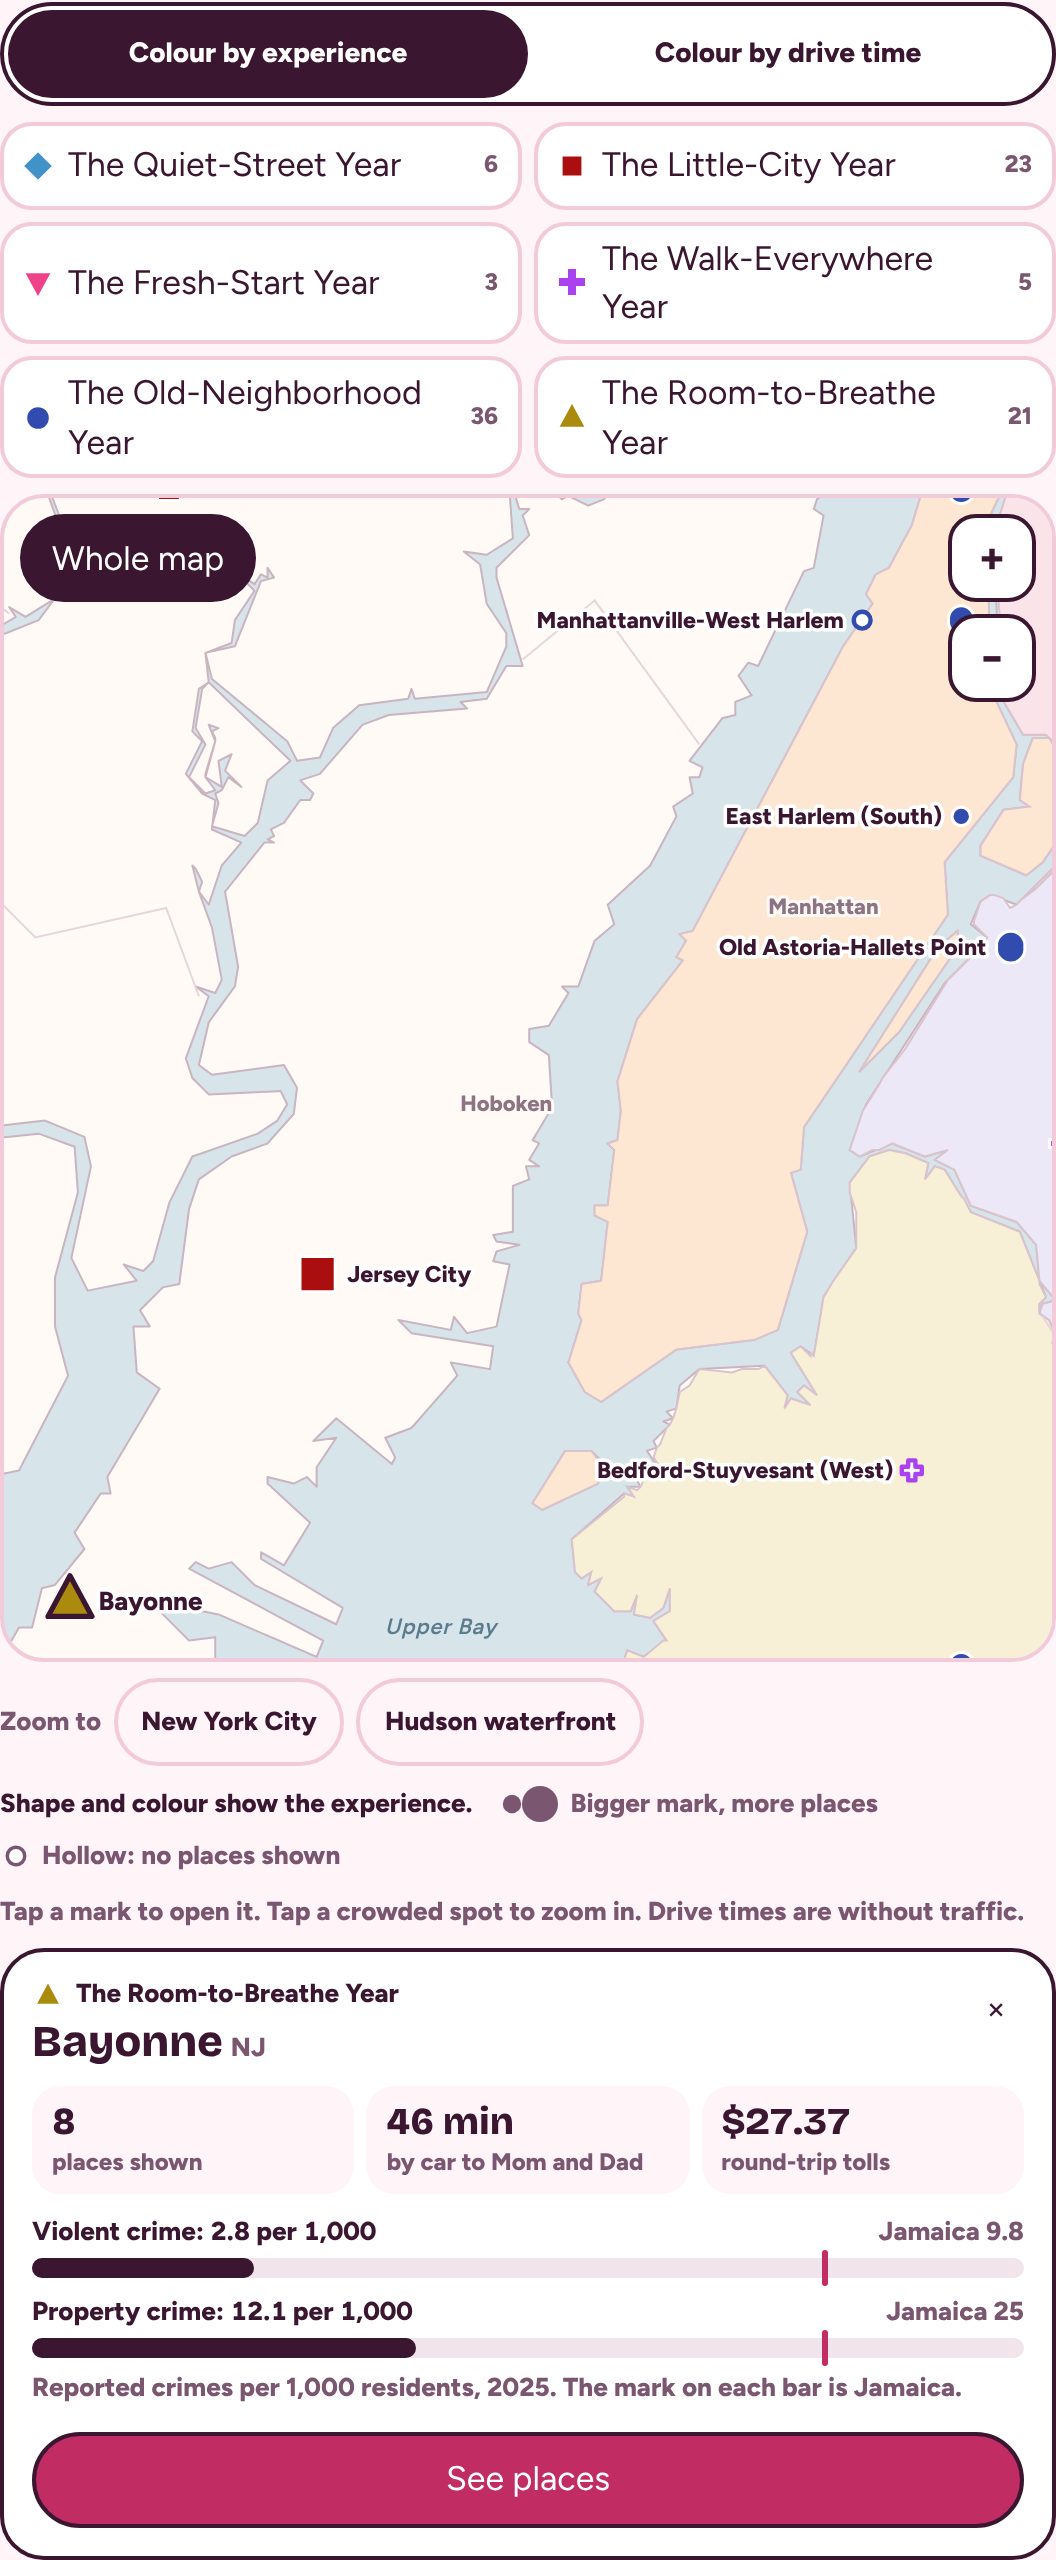 Colour by experience
Colour by drive time
The Quiet-Street Year 6
The Little-City Year 23
The Fresh-Start Year 3
The Walk-Everywhere
Year 5
The Old-Neighborhood
Year 36
The Room-to-Breathe
Year 21
Whole map
+
Manhattanville-West Harlem
−
East Harlem (South)
Manhattan
Old Astoria-Hallets Point
Hoboken
Jersey City
Bedford-Stuyvesant (West)
Bayonne
Upper Bay
Zoom to
New York City
Hudson waterfront
Shape and colour show the experience.
Bigger mark, more places
Hollow: no places shown
Tap a mark to open it. Tap a crowded spot to zoom in. Drive times are without traffic.
The Room-to-Breathe Year
×
Bayonne NJ
8
places shown
46 min
by car to Mom and Dad
$27.37
round-trip tolls
Violent crime: 2.8 per 1,000
Jamaica 9.8
Property crime: 12.1 per 1,000
Jamaica 25
Reported crimes per 1,000 residents, 2025. The mark on each bar is Jamaica.
See places